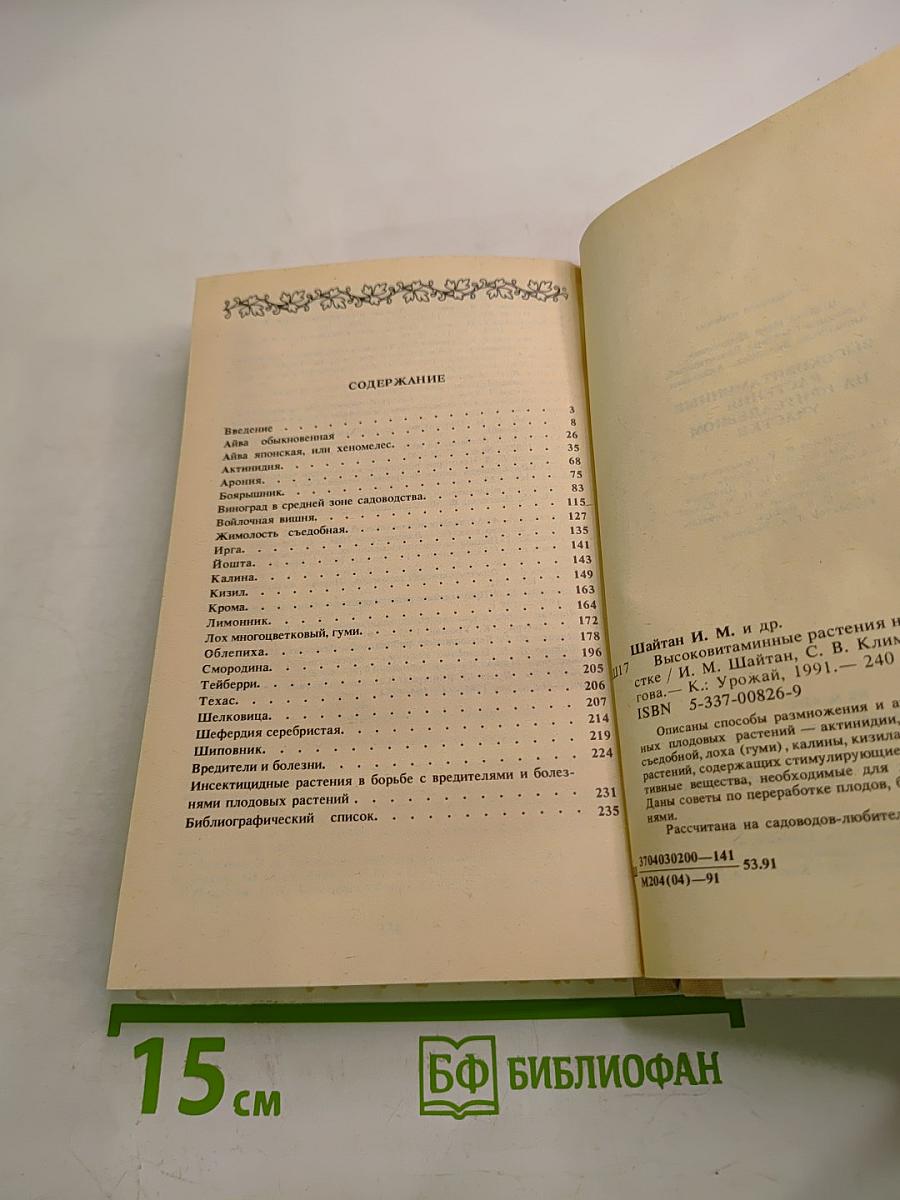 СОДЕРЖАНИЕ
Введение . . . . . . . . . . . . . . . . . 3
Айва обыкновенная . . . . . . . . . . . . . 8
Айва японская, или хеномелес. . . . . . . . . . 26
Актинидия. . . . . . . . . . . . . . . . . 35
Арония. . . . . . . . . . . . . . . . . . 68
Боярышник. . . . . . . . . . . . . . . . . 75
Виноград в средней зоне садоводства. . . . . . . . 83
Войлочная вишня. . . . . . . . . . . . . . 115
Жимолость съедобная. . . . . . . . . . . . . 127
Ирга. . . . . . . . . . . . . . . . . . . 135
Йошта. . . . . . . . . . . . . . . . . . 141
Калина. . . . . . . . . . . . . . . . . . 143
Кизил. . . . . . . . . . . . . . . . . . 149
Крома. . . . . . . . . . . . . . . . . . 163
Лимонник. . . . . . . . . . . . . . . . . 164
Лох многоцветковый, гуми. . . . . . . . . . . 172
Облепиха. . . . . . . . . . . . . . . . . 178
Смородина. . . . . . . . . . . . . . . . . 196
Тейберри. . . . . . . . . . . . . . . . . 205
Техас. . . . . . . . . . . . . . . . . . 206
Шелковица. . . . . . . . . . . . . . . . . 207
Шефердия серебристая. . . . . . . . . . . . . 214
Шиповник. . . . . . . . . . . . . . . . . 219
Вредители и болезни. . . . . . . . . . . . . 224
Инсектицидные растения в борьбе с вредителями и болез-
нями плодовых растений . . . . . . . . . . . . 231
Библиографический список. . . . . . . . . . . 235
Шайтан И. М. и др.
Ш17 Высоковитаминные растения н
стке / И. М. Шайтан, С. В. Клим
гова.— К.: Урожай, 1991.— 240
ISBN 5-337-00826-9
Описаны способы размножения и а
ных плодовых растений — актинидии,
съедобной, лоха (гуми), калины, кизила
растений, содержащих стимулирующие
тивные вещества, необходимые для
Даны советы по переработке плодов, б
нями.
Рассчитана на садоводов-любител
3704030200—141
М204(04)—91
53.91
15 см
БФ БИБЛИОФАН